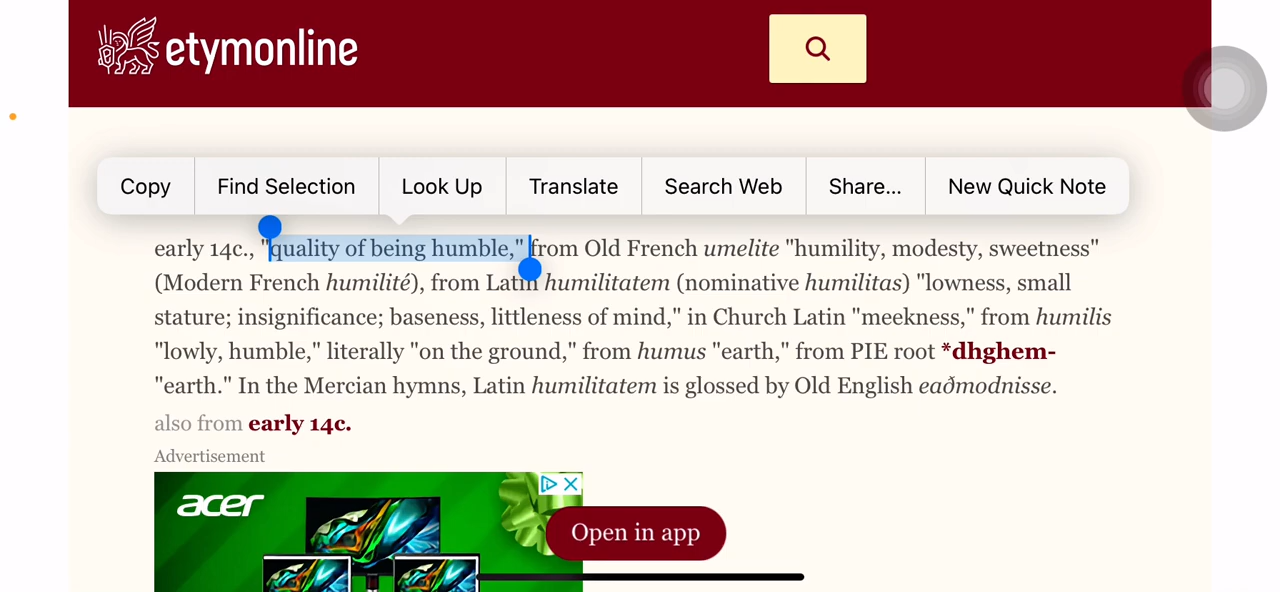 etymonline
Copy Find Selection Look Up Translate Search Web Share... New Quick Note
early 14c., "quality of being humble," from Old French umelite "humility, modesty, sweetness"
(Modern French humilité), from Latin humilitatem (nominative humilitas) "lowness, small
stature; insignificance; baseness, littleness of mind," in Church Latin "meekness," from humilis
"lowly, humble," literally "on the ground," from humus "earth," from PIE root *dhghem-
"earth." In the Mercian hymns, Latin humilitatem is glossed by Old English eaðmodnisse.
also from early 14c.
Advertisement
acer
Open in app